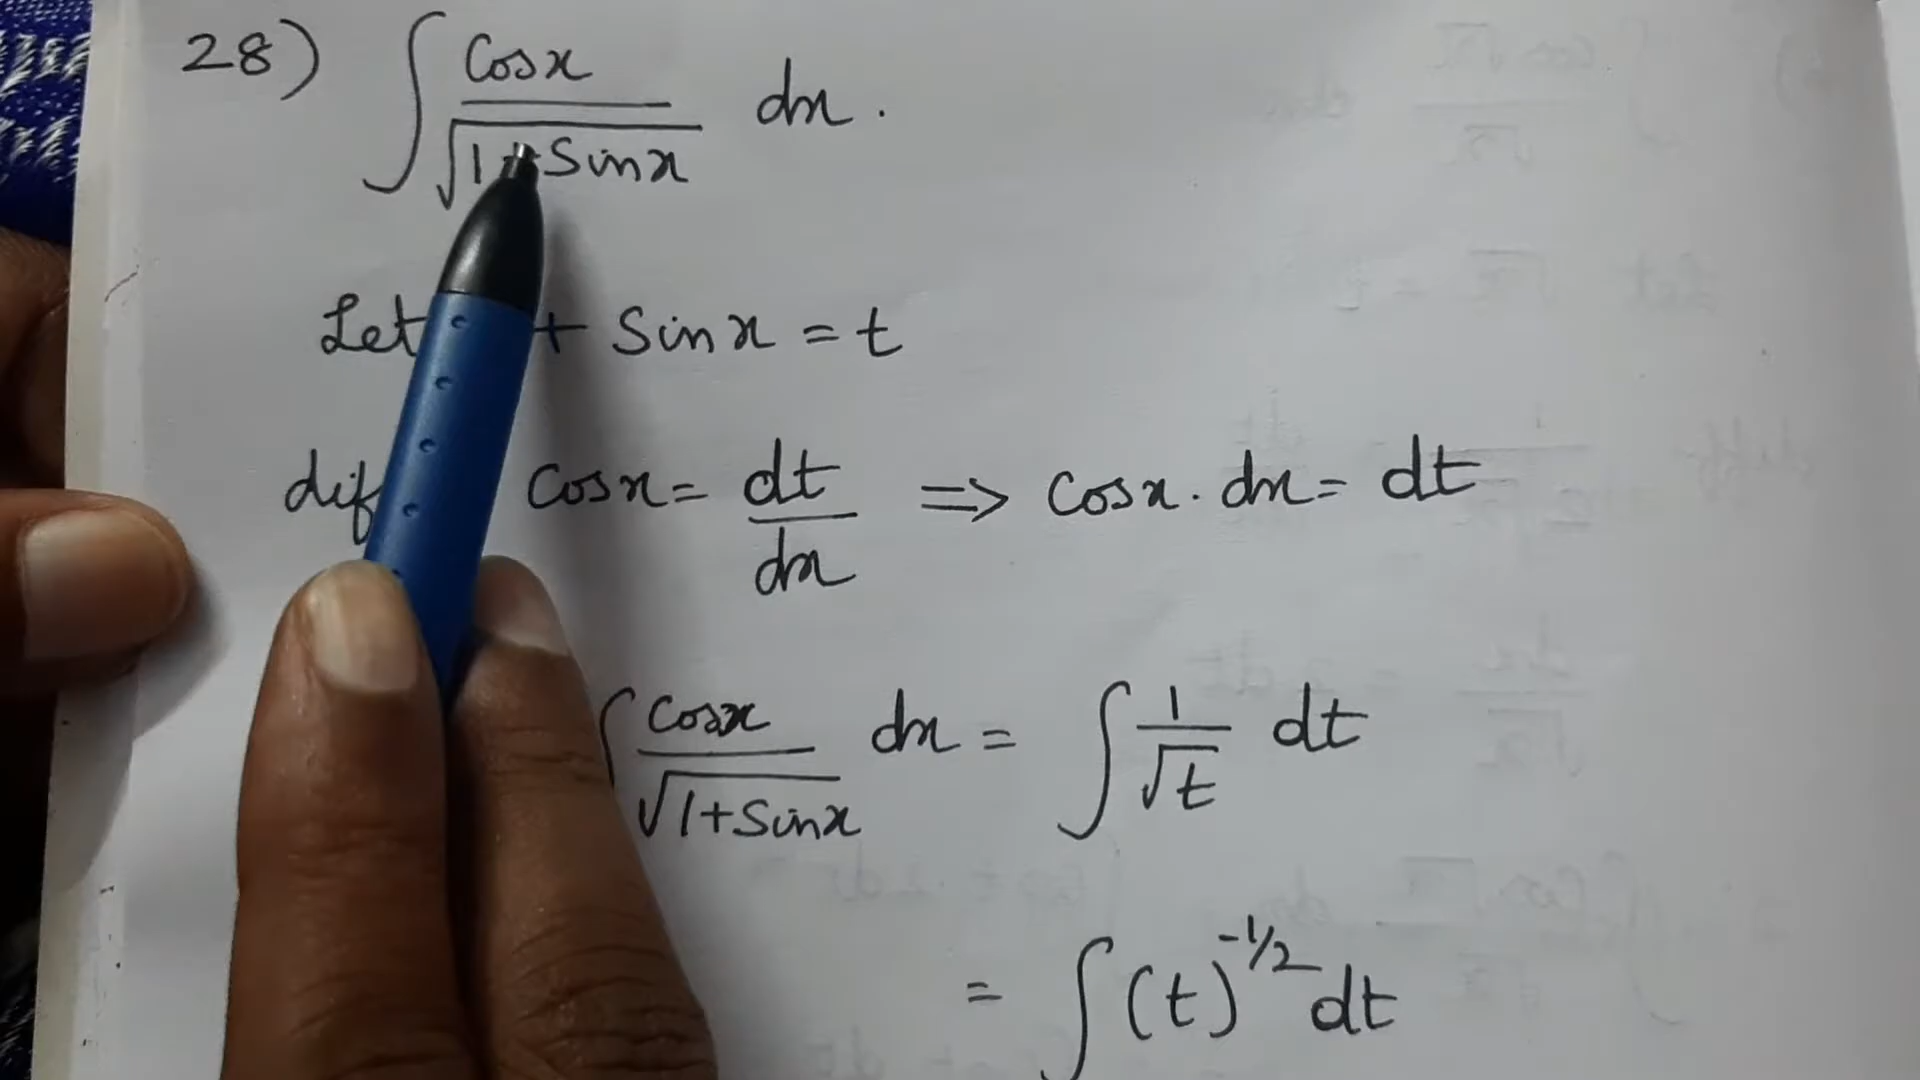 28) ∫ Cosx / √1+Sinx dx.
Let + Sinx = t
diff Cosx = dt/dx => Cosx. dx = dt
∫ Cosx / √1+Sinx dx = ∫ 1/√t dt
= ∫ (t)^-1/2 dt